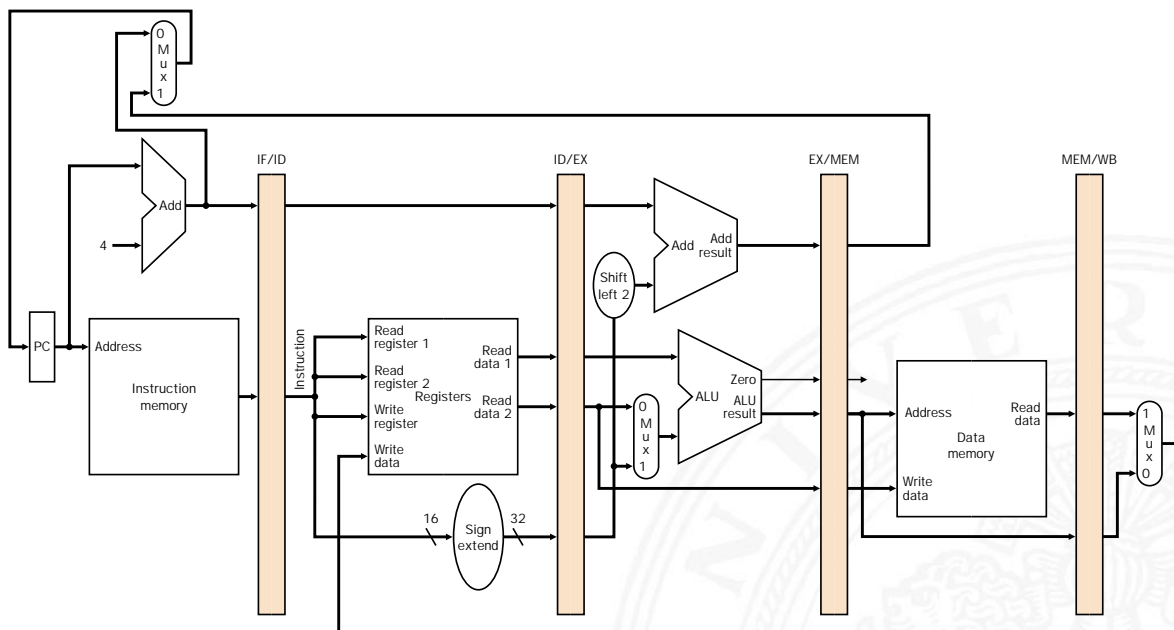 0
M
u
x
1
IF/ID
ID/EX
EX/MEM
MEM/WB
Add
4
Add
Add
result
Shift
left 2
PC
Address
Instruction
memory
Instruction
Read
register 1
Read
register 2
Write
register
Write
data
Registers
Read
data 1
Read
data 2
0
M
u
x
1
Zero
ALU
ALU
result
Address
Write
data
Data
memory
Read
data
1
M
u
x
0
16
Sign
extend
32
N I V E R